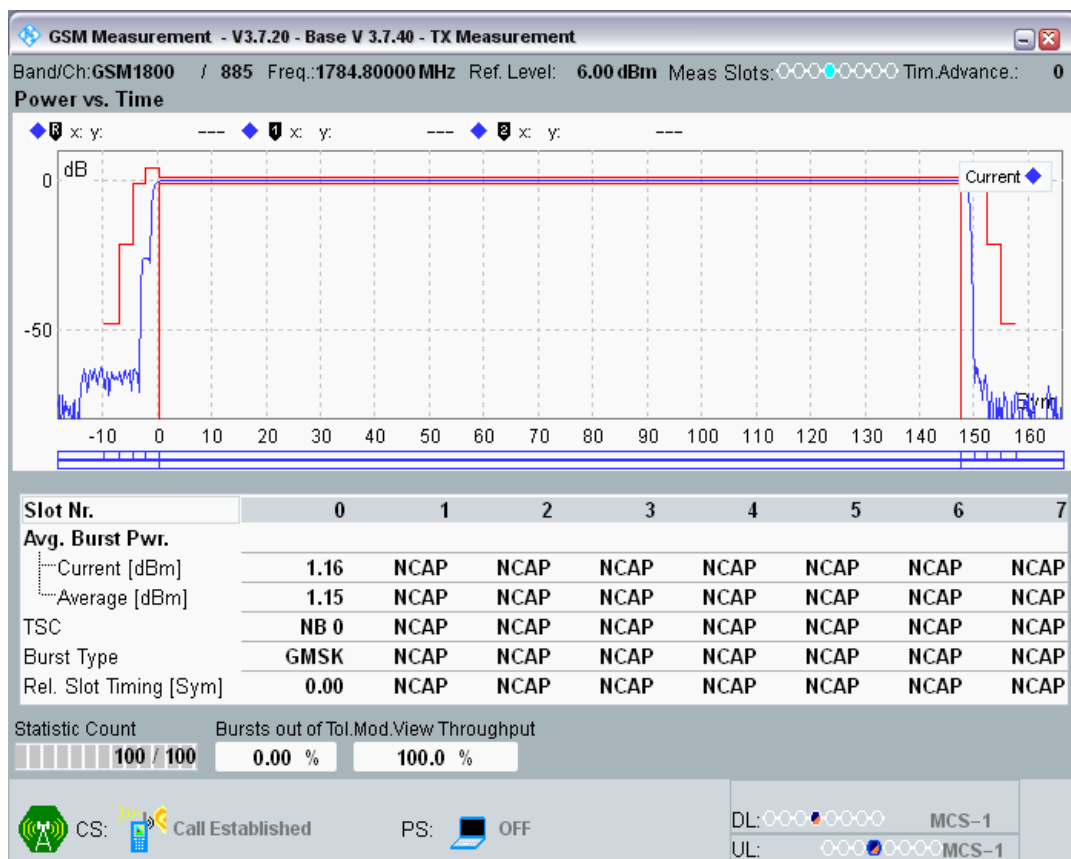 GSM Measurement - V3.7.20 - Base V 3.7.40 - TX Measurement
Band/Ch:GSM1800 / 885 Freq.:1784.80000 MHz Ref. Level: 6.00 dBm Meas Slots: Tim.Advance.: 0
Power vs. Time
R x: y: --- 1 x: y: --- 2 x: y: ---
dB
Current
0
-50
Sym
-10 0 10 20 30 40 50 60 70 80 90 100 110 120 130 140 150 160
Slot Nr. 0 1 2 3 4 5 6 7
Avg. Burst Pwr.
Current [dBm] 1.16 NCAP NCAP NCAP NCAP NCAP NCAP NCAP
Average [dBm] 1.15 NCAP NCAP NCAP NCAP NCAP NCAP NCAP
TSC NB 0 NCAP NCAP NCAP NCAP NCAP NCAP NCAP
Burst Type GMSK NCAP NCAP NCAP NCAP NCAP NCAP NCAP
Rel. Slot Timing [Sym] 0.00 NCAP NCAP NCAP NCAP NCAP NCAP NCAP
Statistic Count Bursts out of Tol.Mod.View Throughput
100 / 100 0.00 % 100.0 %
CS: Call Established PS: OFF
DL: MCS-1
UL: MCS-1